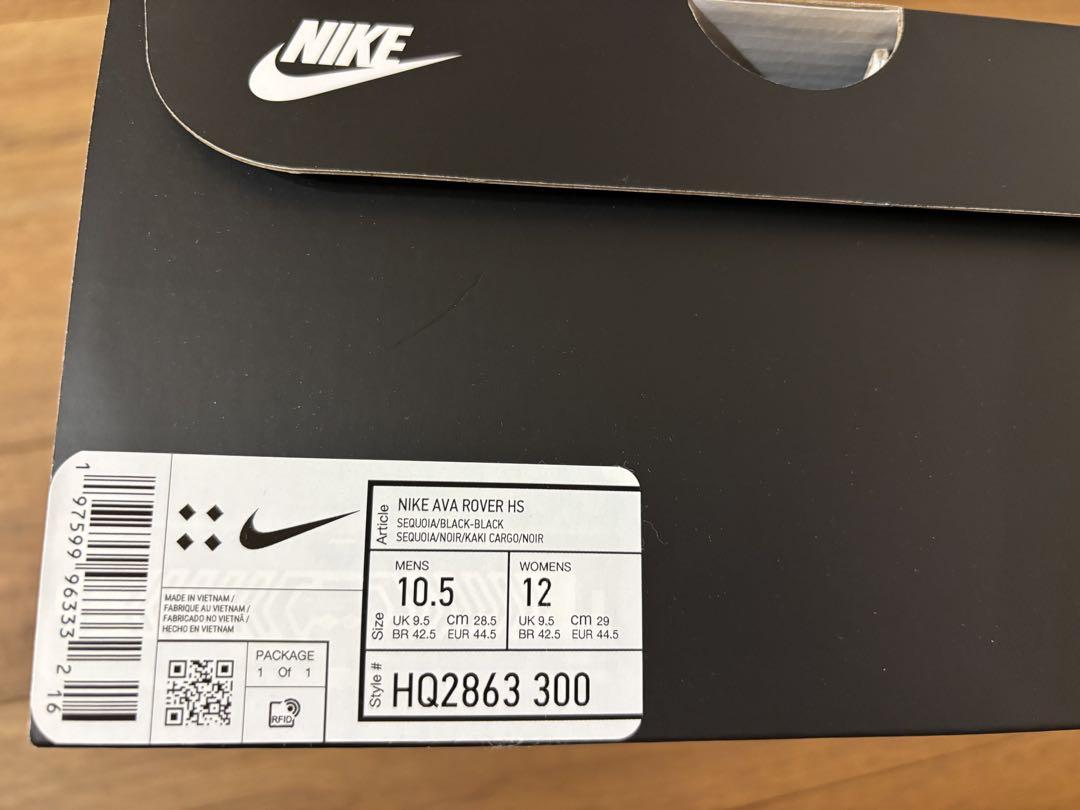 NIKE
1 97599 96333 2 16
MADE IN VIETNAM /
FABRIQUE AU VIETNAM /
FABRICADO NO VIETNÃ /
HECHO EN VIETNAM
PACKAGE
1 Of 1
RFID
Article
NIKE AVA ROVER HS
SEQUOIA/BLACK-BLACK
SEQUOIA/NOIR/KAKI CARGO/NOIR
Size
MENS
10.5
UK 9.5 cm 28.5
BR 42.5 EUR 44.5
WOMENS
12
UK 9.5 cm 29
BR 42.5 EUR 44.5
Style #
HQ2863 300